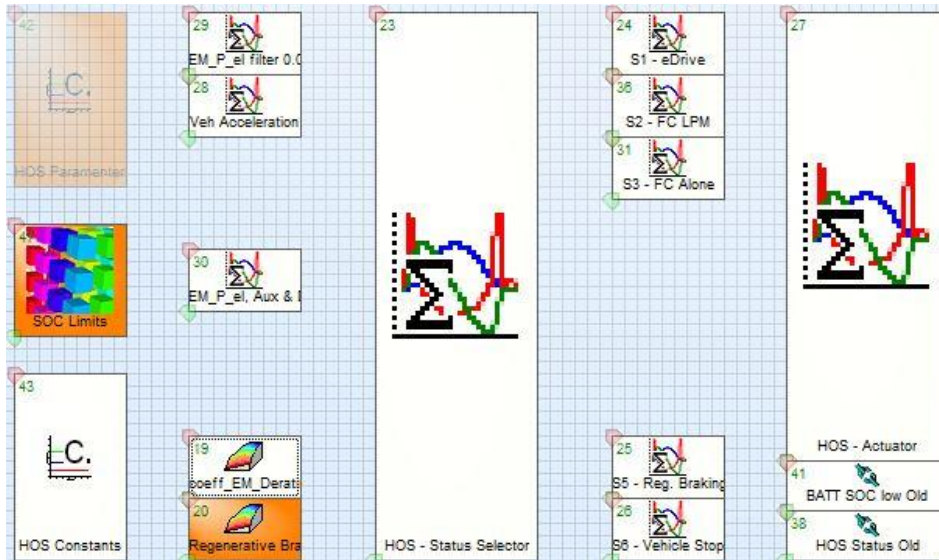 42
HOS Paramenter
41
SOC Limits
43
C.
HOS Constants
29
EM_P_el filter 0.0
28
Veh Acceleration
30
EM_P_el, Aux &
19
coeff_EM_Derati
20
Regenerative Bra
23
Σ
HOS - Status Selector
24
S1 - eDrive
36
S2 - FC LPM
31
S3 - FC Alone
25
S5 - Reg. Braking
26
S6 - Vehicle Stop
27
Σ
HOS - Actuator
41
BATT SOC low Old
38
HOS Status Old